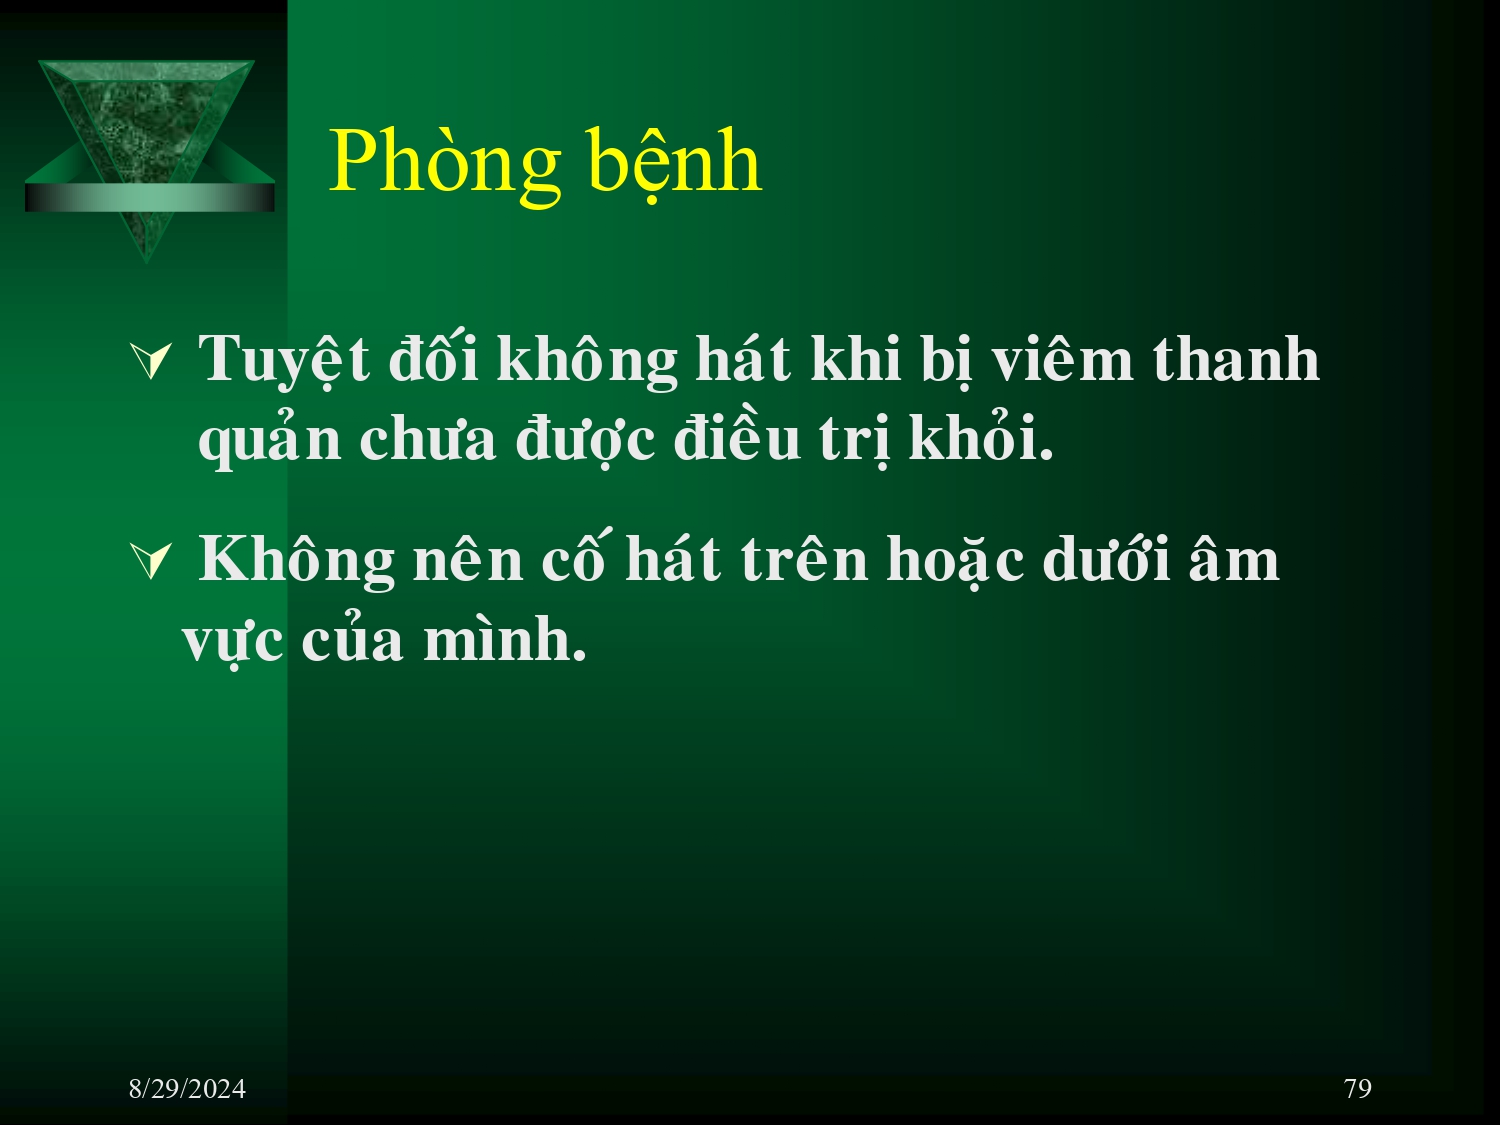 Phòng bệnh
Tuyệt đối không hát khi bị viêm thanh
quản chưa được điều trị khỏi.
Không nên cố hát trên hoặc dưới âm
vực của mình.
8/29/2024
79